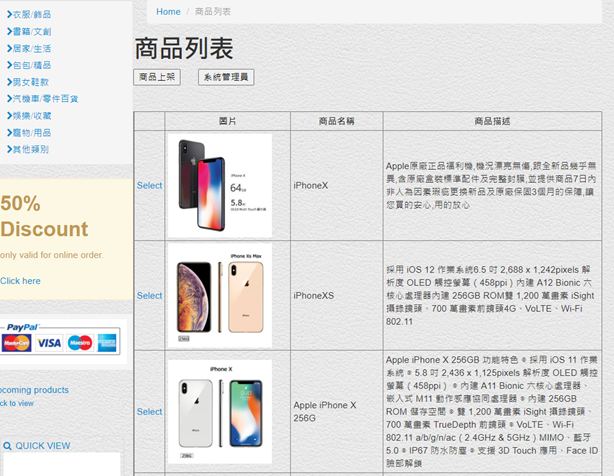 Home / 商品列表
衣服/飾品
書籍/文創
居家/生活
包包/精品
男女鞋款
汽機車/零件百貨
娛樂/收藏
寵物/用品
其他類別
50%
Discount
only valid for online order.
Click here
PayPal
MasterCard VISA Maestro
coming products
ck to view
QUICK VIEW
商品列表
商品上架 系統管理員
圖片 商品名稱 商品描述
Select
iPhone X
64GB
5.8吋
iPhoneX
Apple原廠正品福利機,機況漂亮無傷,跟全新品幾乎無
異,含原廠盒裝標準配件及完整封膜,並提供商品7日內
非人為因素瑕疵更換新品及原廠保固3個月的保障,讓
您買的安心,用的放心
Select
iPhone Xs Max
256G
iPhoneXS
採用 iOS 12 作業系統6.5 吋 2,688 x 1,242pixels 解
析度 OLED 觸控螢幕（458ppi）內建 A12 Bionic 六
核心處理器內建 256GB ROM雙 1,200 萬畫素 iSight
攝錄鏡頭、700 萬畫素前鏡頭4G、VoLTE、Wi-Fi
802.11
Select
iPhone X
256G
Apple iPhone X
256G
Apple iPhone X 256GB 功能特色 ※ 採用 iOS 11 作業
系統 ※ 5.8 吋 2,436 x 1,125pixels 解析度 OLED 觸控
螢幕（458ppi） ※ 內建 A11 Bionic 六核心處理器、
嵌入式 M11 動作感應協同處理器 ※ 內建 256GB
ROM 儲存空間 ※ 雙 1,200 萬畫素 iSight 攝錄鏡頭、
700 萬畫素 TrueDepth 前鏡頭 ※ VoLTE、Wi-Fi
802.11 a/b/g/n/ac（2.4GHz & 5GHz）MIMO、藍牙
5.0 ※ IP67 防水防塵 ※ 支援 3D Touch 應用、Face ID
臉部解鎖